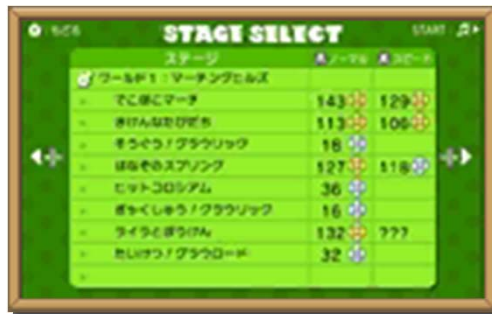 もどる STAGE SELECT START
ステージ ノーマル スピード
ワールド1：マーチングヒルズ
でこぼこマーチ 143 129
きけんなたびだち 113 106
そうぐう！グラウリック 18
はなぞのスプリング 127 118
ヒットコロシアム 36
ぎゃくしゅう！グラウリック 16
ライラとぼうけん 132 ???
たいけつ！グラウロード 32